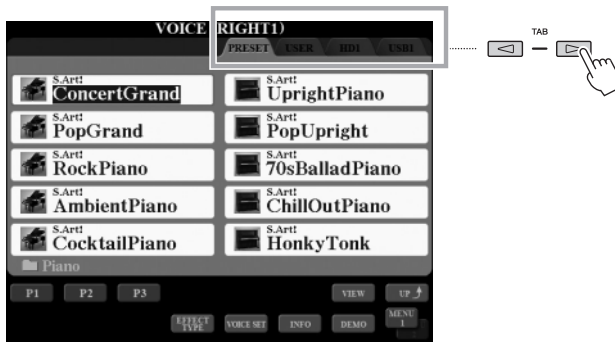 VOICE (RIGHT1)
PRESET USER HD1 USB1
TAB
S.Art!
ConcertGrand
S.Art!
UprightPiano
S.Art!
PopGrand
S.Art!
PopUpright
S.Art!
RockPiano
S.Art!
70sBalladPiano
S.Art!
AmbientPiano
S.Art!
ChillOutPiano
S.Art!
CocktailPiano
S.Art!
HonkyTonk
Piano
P1 P2 P3 VIEW UP
EFFECT
TYPE
VOICE SET INFO DEMO
MENU
1